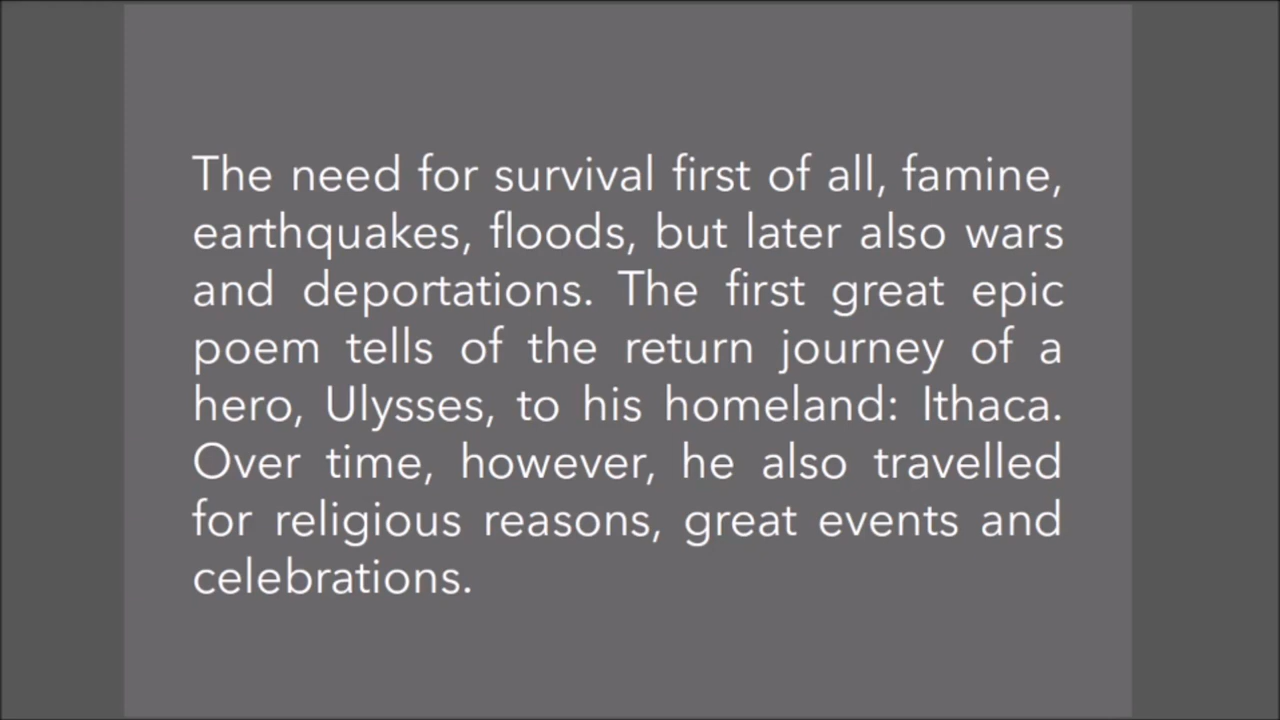 The need for survival first of all, famine,
earthquakes, floods, but later also wars
and deportations. The first great epic
poem tells of the return journey of a
hero, Ulysses, to his homeland: Ithaca.
Over time, however, he also travelled
for religious reasons, great events and
celebrations.